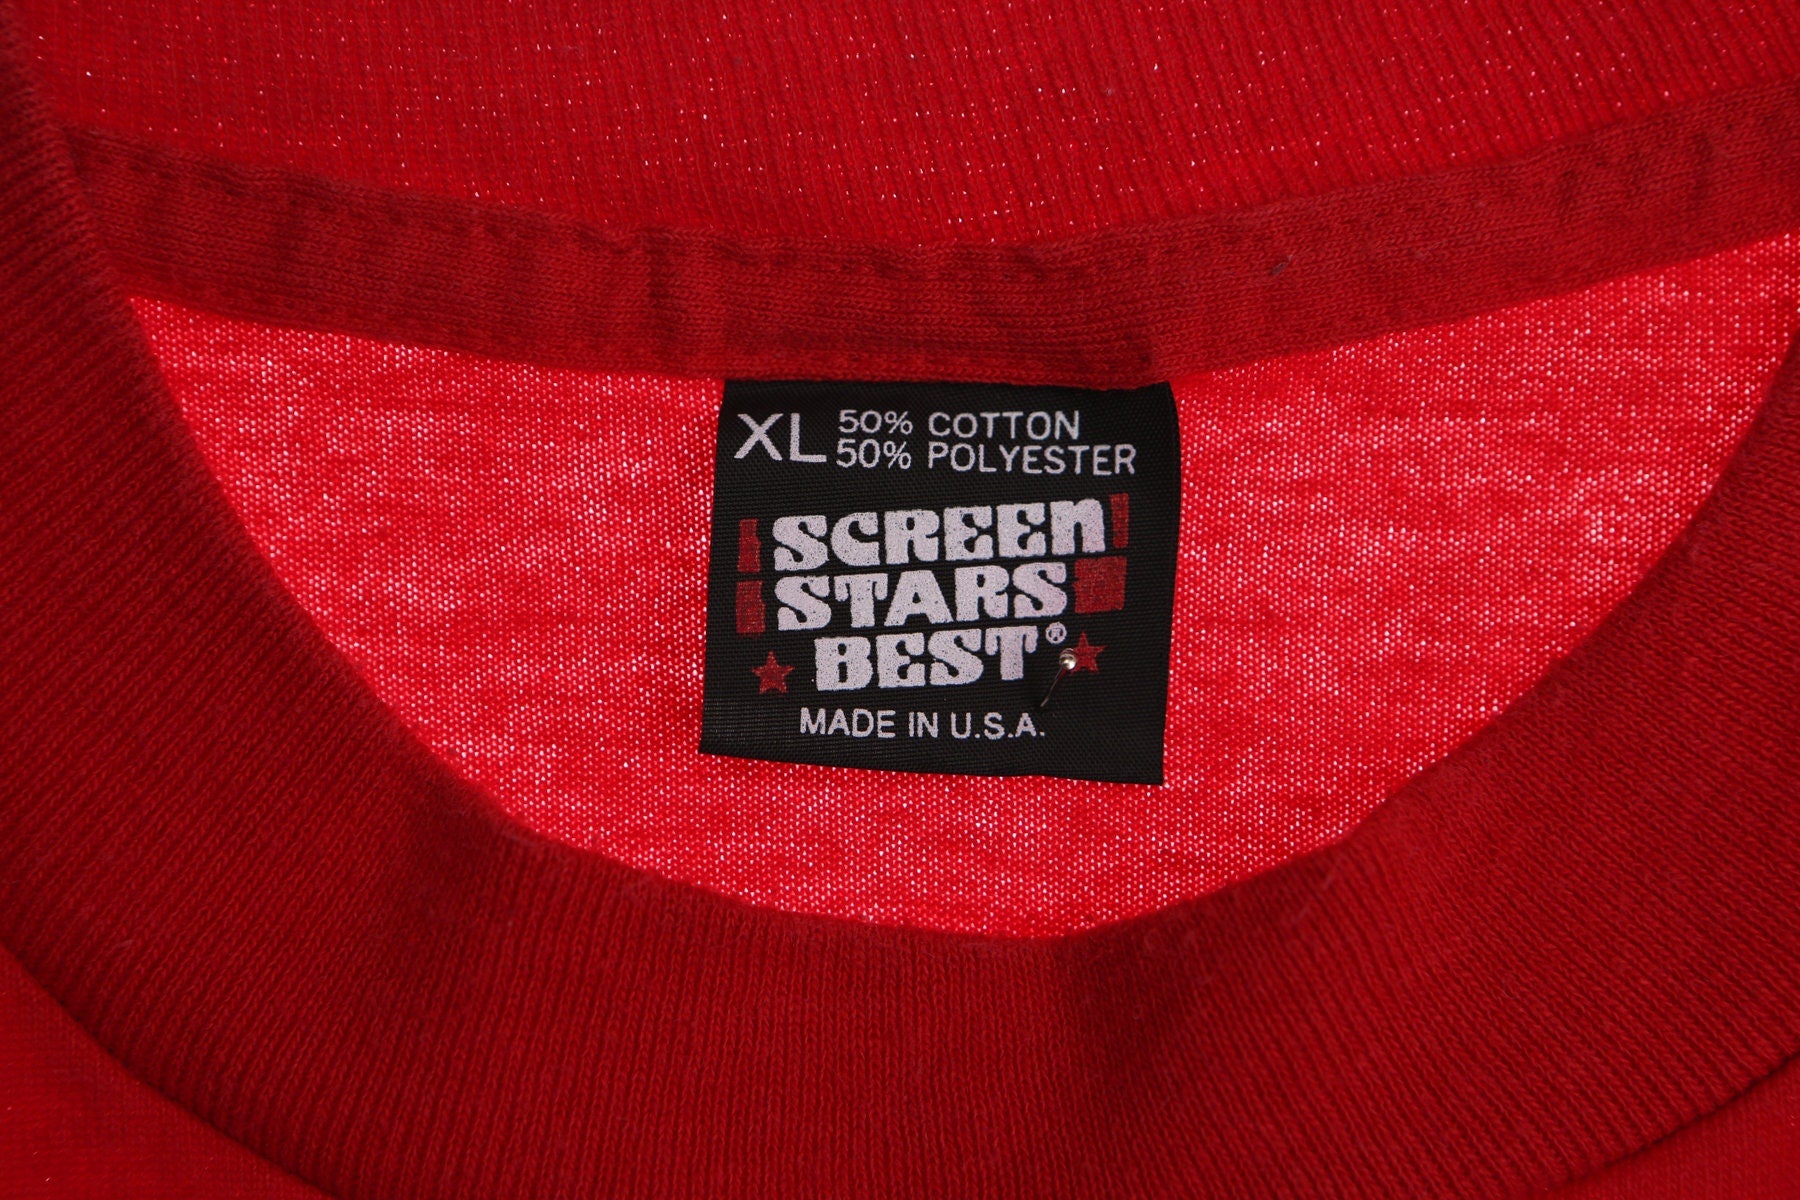 XL 50% COTTON
50% POLYESTER
SCREEN
STARS
BEST®
MADE IN U.S.A.